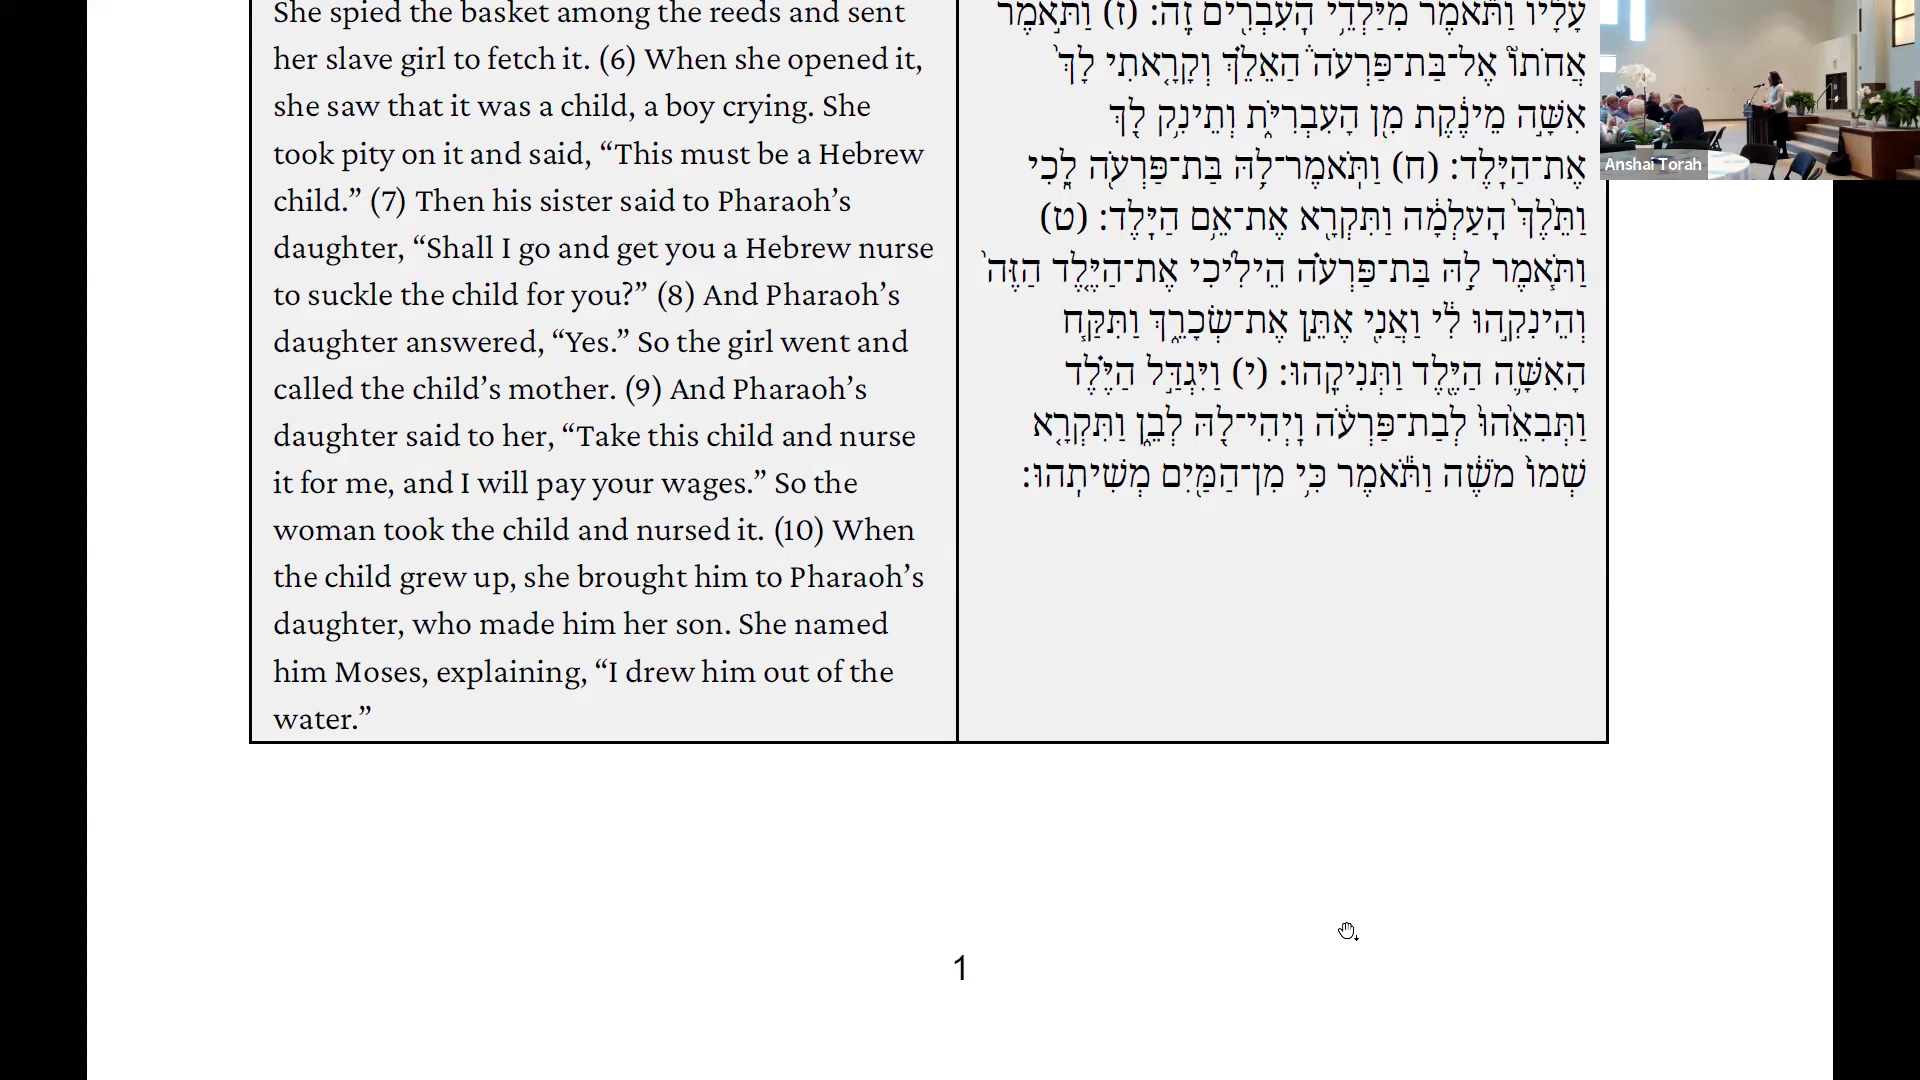 She spied the basket among the reeds and sent
her slave girl to fetch it. (6) When she opened it,
she saw that it was a child, a boy crying. She
took pity on it and said, “This must be a Hebrew
child.” (7) Then his sister said to Pharaoh’s
daughter, “Shall I go and get you a Hebrew nurse
to suckle the child for you?” (8) And Pharaoh’s
daughter answered, “Yes.” So the girl went and
called the child’s mother. (9) And Pharaoh’s
daughter said to her, “Take this child and nurse
it for me, and I will pay your wages.” So the
woman took the child and nursed it. (10) When
the child grew up, she brought him to Pharaoh’s
daughter, who made him her son. She named
him Moses, explaining, “I drew him out of the
water.”
עָלָ֔יו וַתֹּ֕אמֶר מִיַּלְדֵ֥י הָֽעִבְרִ֖ים זֶֽה׃ (ז) וַתֹּ֣אמֶר
אֲחֹתוֹ֮ אֶל־בַּת־פַּרְעֹה֒ הַאֵלֵ֗ךְ וְקָרָ֤אתִי לָךְ֙
אִשָּׁ֣ה מֵינֶ֔קֶת מִ֖ן הָעִבְרִיֹּ֑ת וְתֵינִ֥ק לָ֖ךְ
אֶת־הַיָּֽלֶד׃ (ח) וַתֹּֽאמֶר־לָ֥הּ בַּת־פַּרְעֹ֖ה לֵ֑כִי
וַתֵּ֙לֶךְ֙ הָֽעַלְמָ֔ה וַתִּקְרָ֖א אֶת־אֵ֥ם הַיָּֽלֶד׃ (ט)
וַתֹּ֧אמֶר לָ֣הּ בַּת־פַּרְעֹ֗ה הֵילִ֜יכִי אֶת־הַיֶּ֤לֶד הַזֶּה֙
וְהֵינִקִ֣הוּ לִ֔י וַאֲנִ֖י אֶתֵּ֣ן אֶת־שְׂכָרֵ֑ךְ וַתִּקַּ֧ח
הָאִשָּׁ֛ה הַיֶּ֖לֶד וַתְּנִיקֵֽהוּ׃ (י) וַיִּגְדַּ֣ל הַיֶּ֗לֶד
וַתְּבִאֵ֙הוּ֙ לְבַת־פַּרְעֹ֔ה וַֽיְהִי־לָ֖הּ לְבֵ֑ן וַתִּקְרָ֤א
שְׁמוֹ֙ מֹשֶׁ֔ה וַתֹּ֕אמֶר כִּ֥י מִן־הַמַּ֖יִם מְשִׁיתִֽהוּ׃
Anshai Torah
1